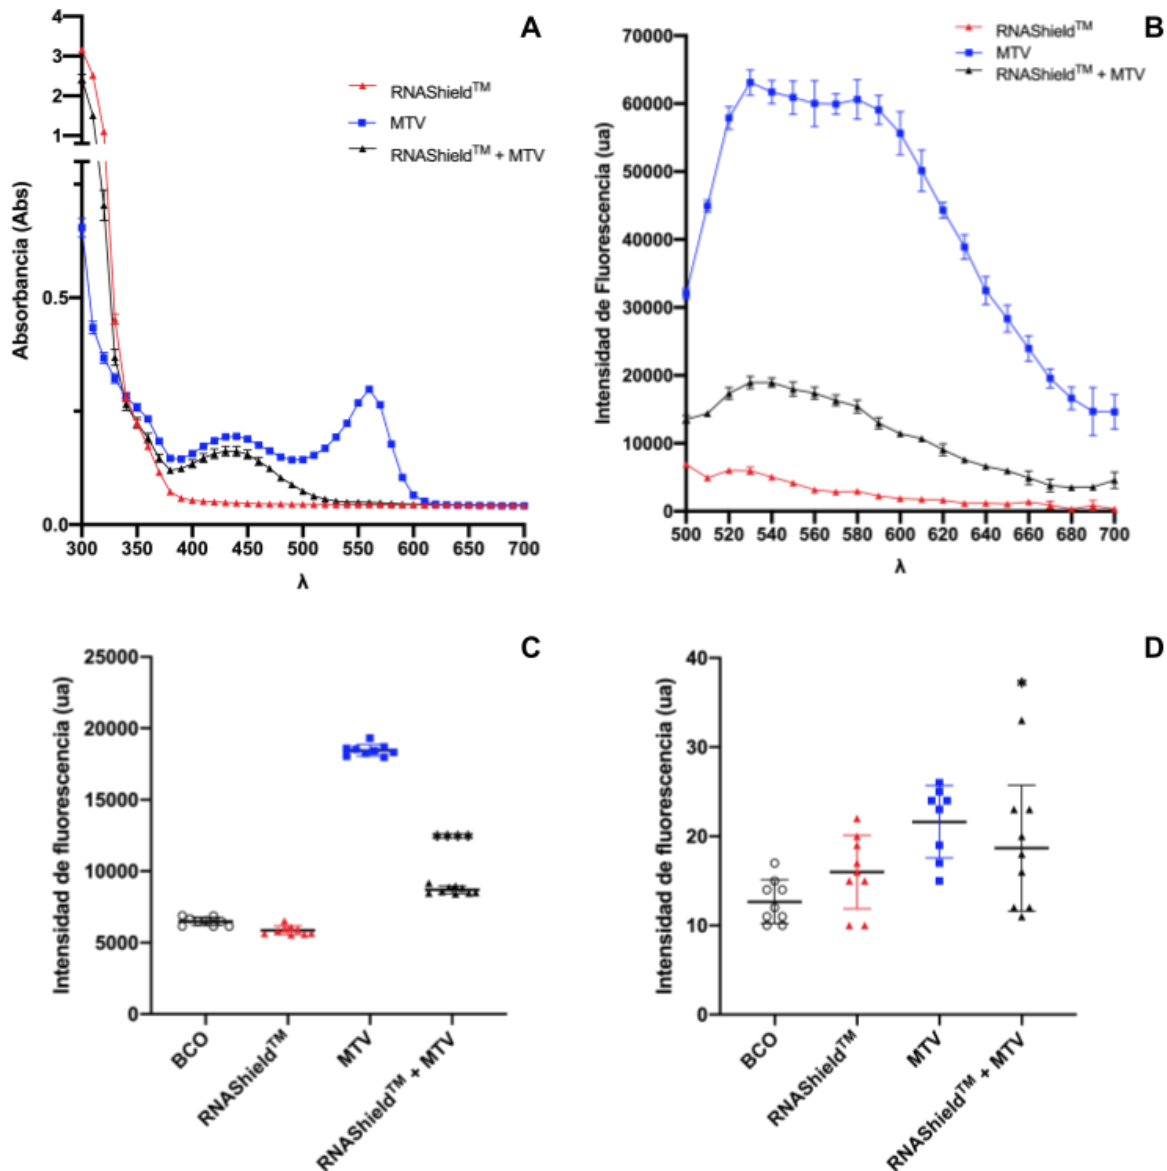 A
4
3
2
1
0.5
0.0
Absorbancia (Abs)
RNAShield™
MTV
RNAShield™ + MTV
300 350 400 450 500 550 600 650 700
λ
B
RNAShield™
MTV
RNAShield™ + MTV
70000
60000
50000
40000
30000
20000
10000
0
Intensidad de Fluorescencia (ua)
500 520 540 560 580 600 620 640 660 680 700
λ
C
25000
20000
15000
10000
5000
0
Intensidad de fluorescencia (ua)
****
BCO
RNAShield™
MTV
RNAShield™ + MTV
D
40
30
20
10
0
Intensidad de fluorescencia (ua)
*
BCO
RNAShield™
MTV
RNAShield™ + MTV